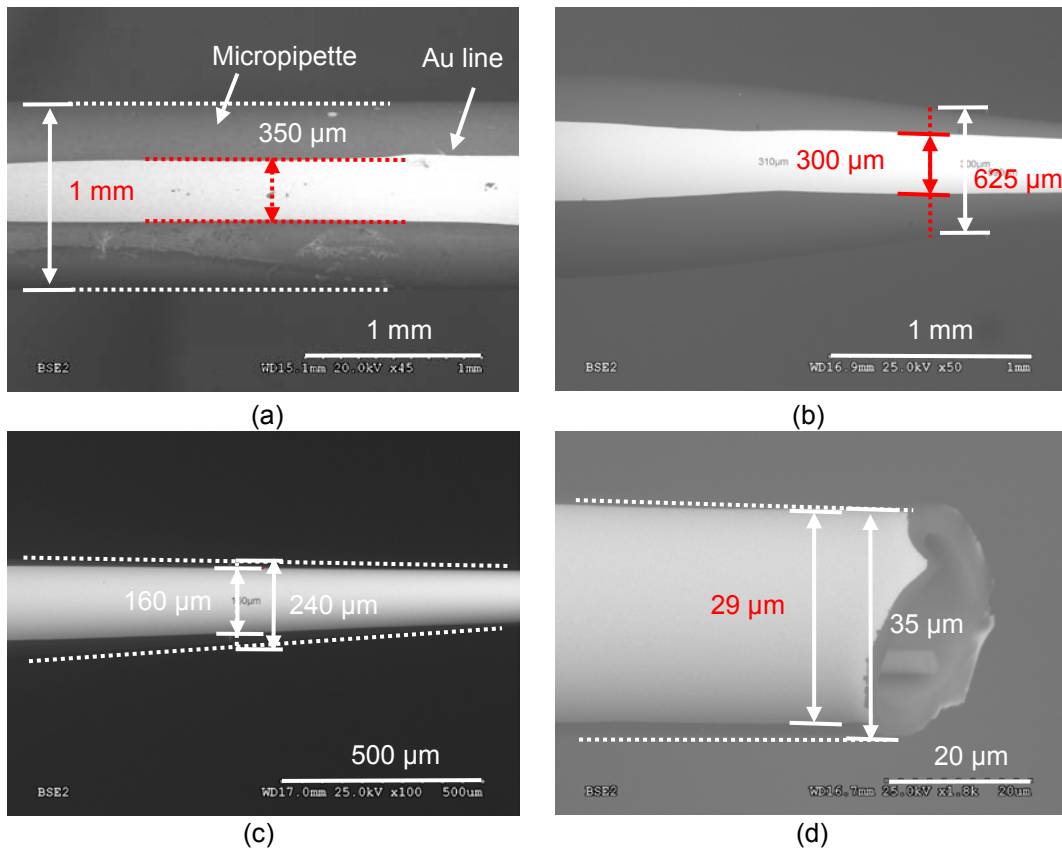 Micropipette
Au line
350 µm
1 mm
1 mm
BSE2
WD15.1mm 20.0kV x45
1mm
(a)
310µm
300 µm
625 µm
1 mm
BSE2
WD16.9mm 25.0kV x50
1mm
(b)
160 µm
240 µm
500 µm
BSE2
WD17.0mm 25.0kV x100
500um
(c)
29 µm
35 µm
20 µm
BSE2
WD16.7mm 25.0kV x1.8k
20um
(d)